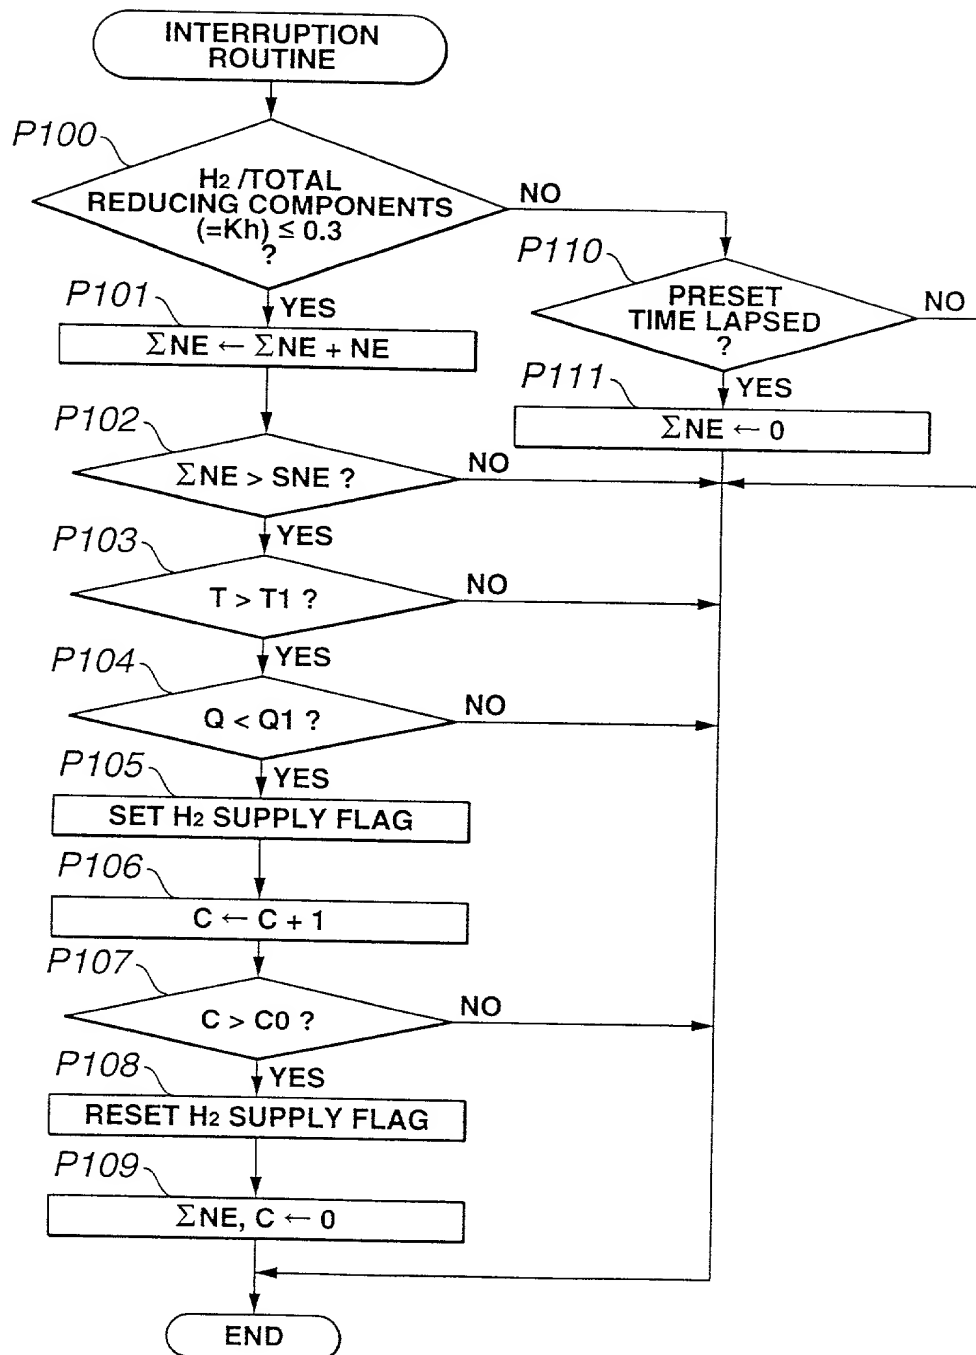 INTERRUPTION
ROUTINE
P100
H2 /TOTAL
REDUCING COMPONENTS
(=Kh) ≤ 0.3
?
NO
YES
P110
PRESET
TIME LAPSED
?
NO
YES
P101
ΣNE ← ΣNE + NE
P111
ΣNE ← 0
P102
ΣNE > SNE ?
NO
YES
P103
T > T1 ?
NO
YES
P104
Q < Q1 ?
NO
YES
P105
SET H2 SUPPLY FLAG
P106
C ← C + 1
P107
C > C0 ?
NO
YES
P108
RESET H2 SUPPLY FLAG
P109
ΣNE, C ← 0
END